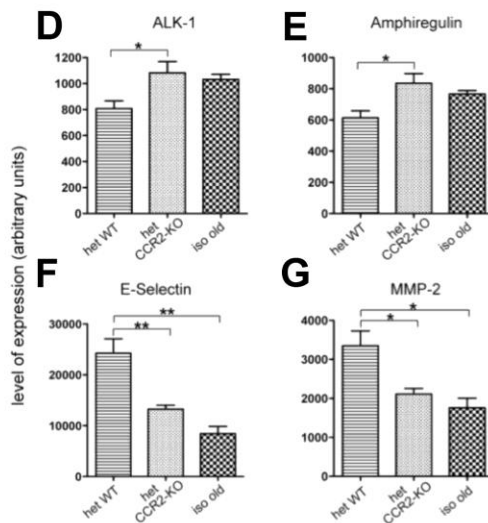 D
ALK-1
*
1200
1000
800
600
400
200
0
het WT
het
CCR2-KO
iso old
E
Amphiregulin
*
1000
800
600
400
200
0
het WT
het
CCR2-KO
iso old
level of expression (arbitrary units)
F
E-Selectin
**
**
30000
20000
10000
0
het WT
het
CCR2-KO
iso old
G
MMP-2
*
*
4000
3000
2000
1000
0
het WT
het
CCR2-KO
iso old